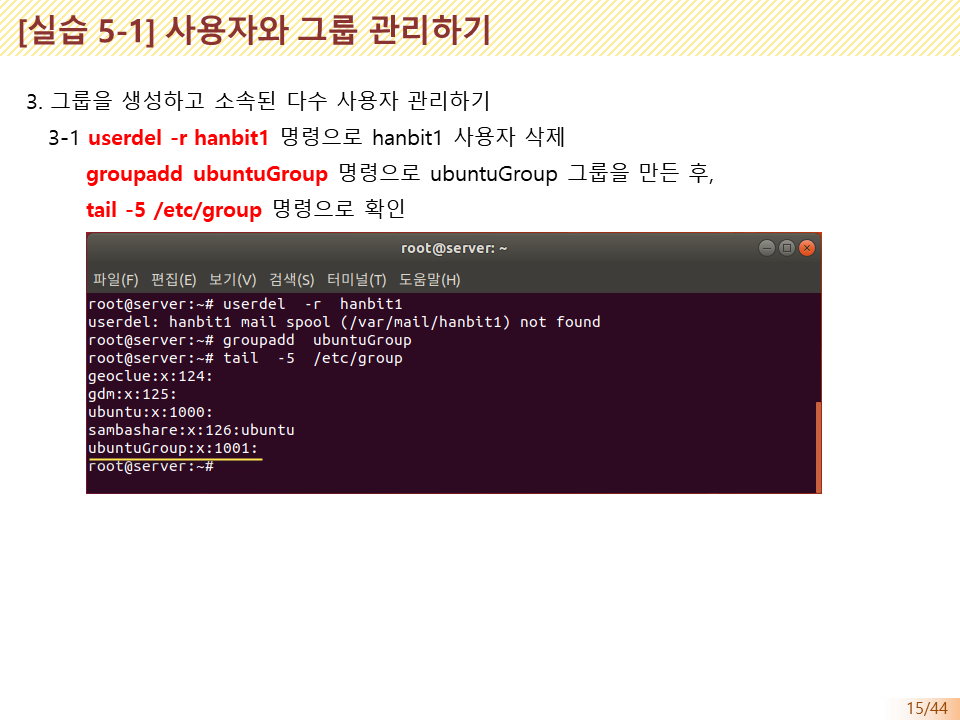 [실습 5-1] 사용자와 그룹 관리하기
3. 그룹을 생성하고 소속된 다수 사용자 관리하기
3-1 userdel -r hanbit1 명령으로 hanbit1 사용자 삭제
groupadd ubuntuGroup 명령으로 ubuntuGroup 그룹을 만든 후,
tail -5 /etc/group 명령으로 확인
root@server: ~
파일(F) 편집(E) 보기(V) 검색(S) 터미널(T) 도움말(H)
root@server:~# userdel  -r  hanbit1
userdel: hanbit1 mail spool (/var/mail/hanbit1) not found
root@server:~# groupadd  ubuntuGroup
root@server:~# tail  -5  /etc/group
geoclue:x:124:
gdm:x:125:
ubuntu:x:1000:
sambashare:x:126:ubuntu
ubuntuGroup:x:1001:
root@server:~#
15/44